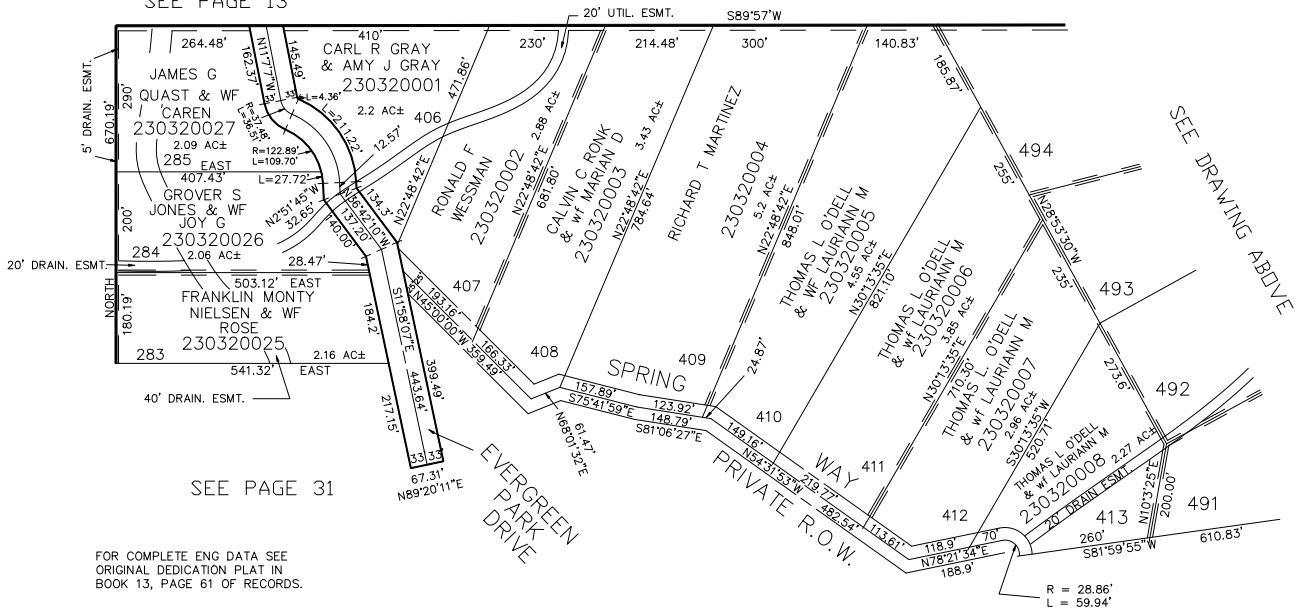 SEE PAGE 13
20' UTIL. ESMT.
S89°57'W
264.48'
410'
230'
214.48'
300'
140.83'
5' DRAIN. ESMT.
290'
670.19'
JAMES G
QUAST & WF
CAREN
230320027
2.09 AC±
285
EAST
407.43'
N11°7'7"W
162.37'
145.49'
33' 33'
L=4.36'
R=37.48'
L=36.51'
L=211.22'
R=122.89'
L=109.70'
L=27.72'
CARL R GRAY
& AMY J GRAY
230320001
2.2 AC±
406
12.57'
471.86'
N22°48'42"E
GROVER S
JONES & WF
JOY G
230320026
2.06 AC±
200'
284
N2°51'45"W
32.65'
134.3'
N36°42'10"W
137.20'
140.00'
28.47'
20' DRAIN. ESMT.
503.12' EAST
NORTH
180.19'
FRANKLIN MONTY
NIELSEN & WF
ROSE
230320025
283
2.16 AC±
541.32'
EAST
40' DRAIN. ESMT.
184.2'
S11°58'07"E
399.49'
443.64'
217.15'
33' 33'
67.31'
N89°20'11"E
EVERGREEN
PARK
DRIVE
RONALD F
WESSMAN
230320002
2.88 AC±
N22°48'42"E
681.80'
407
193.16'
N45°00'00"W
359.49'
166.33'
CALVIN C RONK
& wf MARIAN D
230320003
3.43 AC±
N22°48'42"E
784.64'
408
61.47'
N68°01'32"E
RICHARD T MARTINEZ
230320004
5.2 AC±
N22°48'42"E
848.01'
409
SPRING
WAY
PRIVATE R.O.W.
157.89'
S75°41'59"E
123.92'
148.79'
S81°06'27"E
24.87'
THOMAS L O'DELL
& WF LAURIANN M
230320005
4.55 AC±
N30°13'35"E
821.10'
410
149.16'
N54°31'53"W
219.77'
482.54'
THOMAS L O'DELL
& wf LAURIANN M
230320006
3.85 AC±
N30°13'35"E
710.30'
411
113.61'
THOMAS L O'DELL
& wf LAURIANN M
230320007
2.96 AC±
S30°13'35"W
520.71'
412
118.9'
70'
N78°21'34"E
188.9'
THOMAS L O'DELL
& wf LAURIANN M
230320008
2.27 AC±
20' DRAIN ESMT.
413
260'
S81°59'55"W
610.83'
N10°3'25"E
200.00'
491
R = 28.86'
L = 59.94'
185.87'
494
255'
N28°53'30"W
235'
493
273.6'
492
SEE DRAWING ABOVE
SEE PAGE 31
FOR COMPLETE ENG DATA SEE
ORIGINAL DEDICATION PLAT IN
BOOK 13, PAGE 61 OF RECORDS.